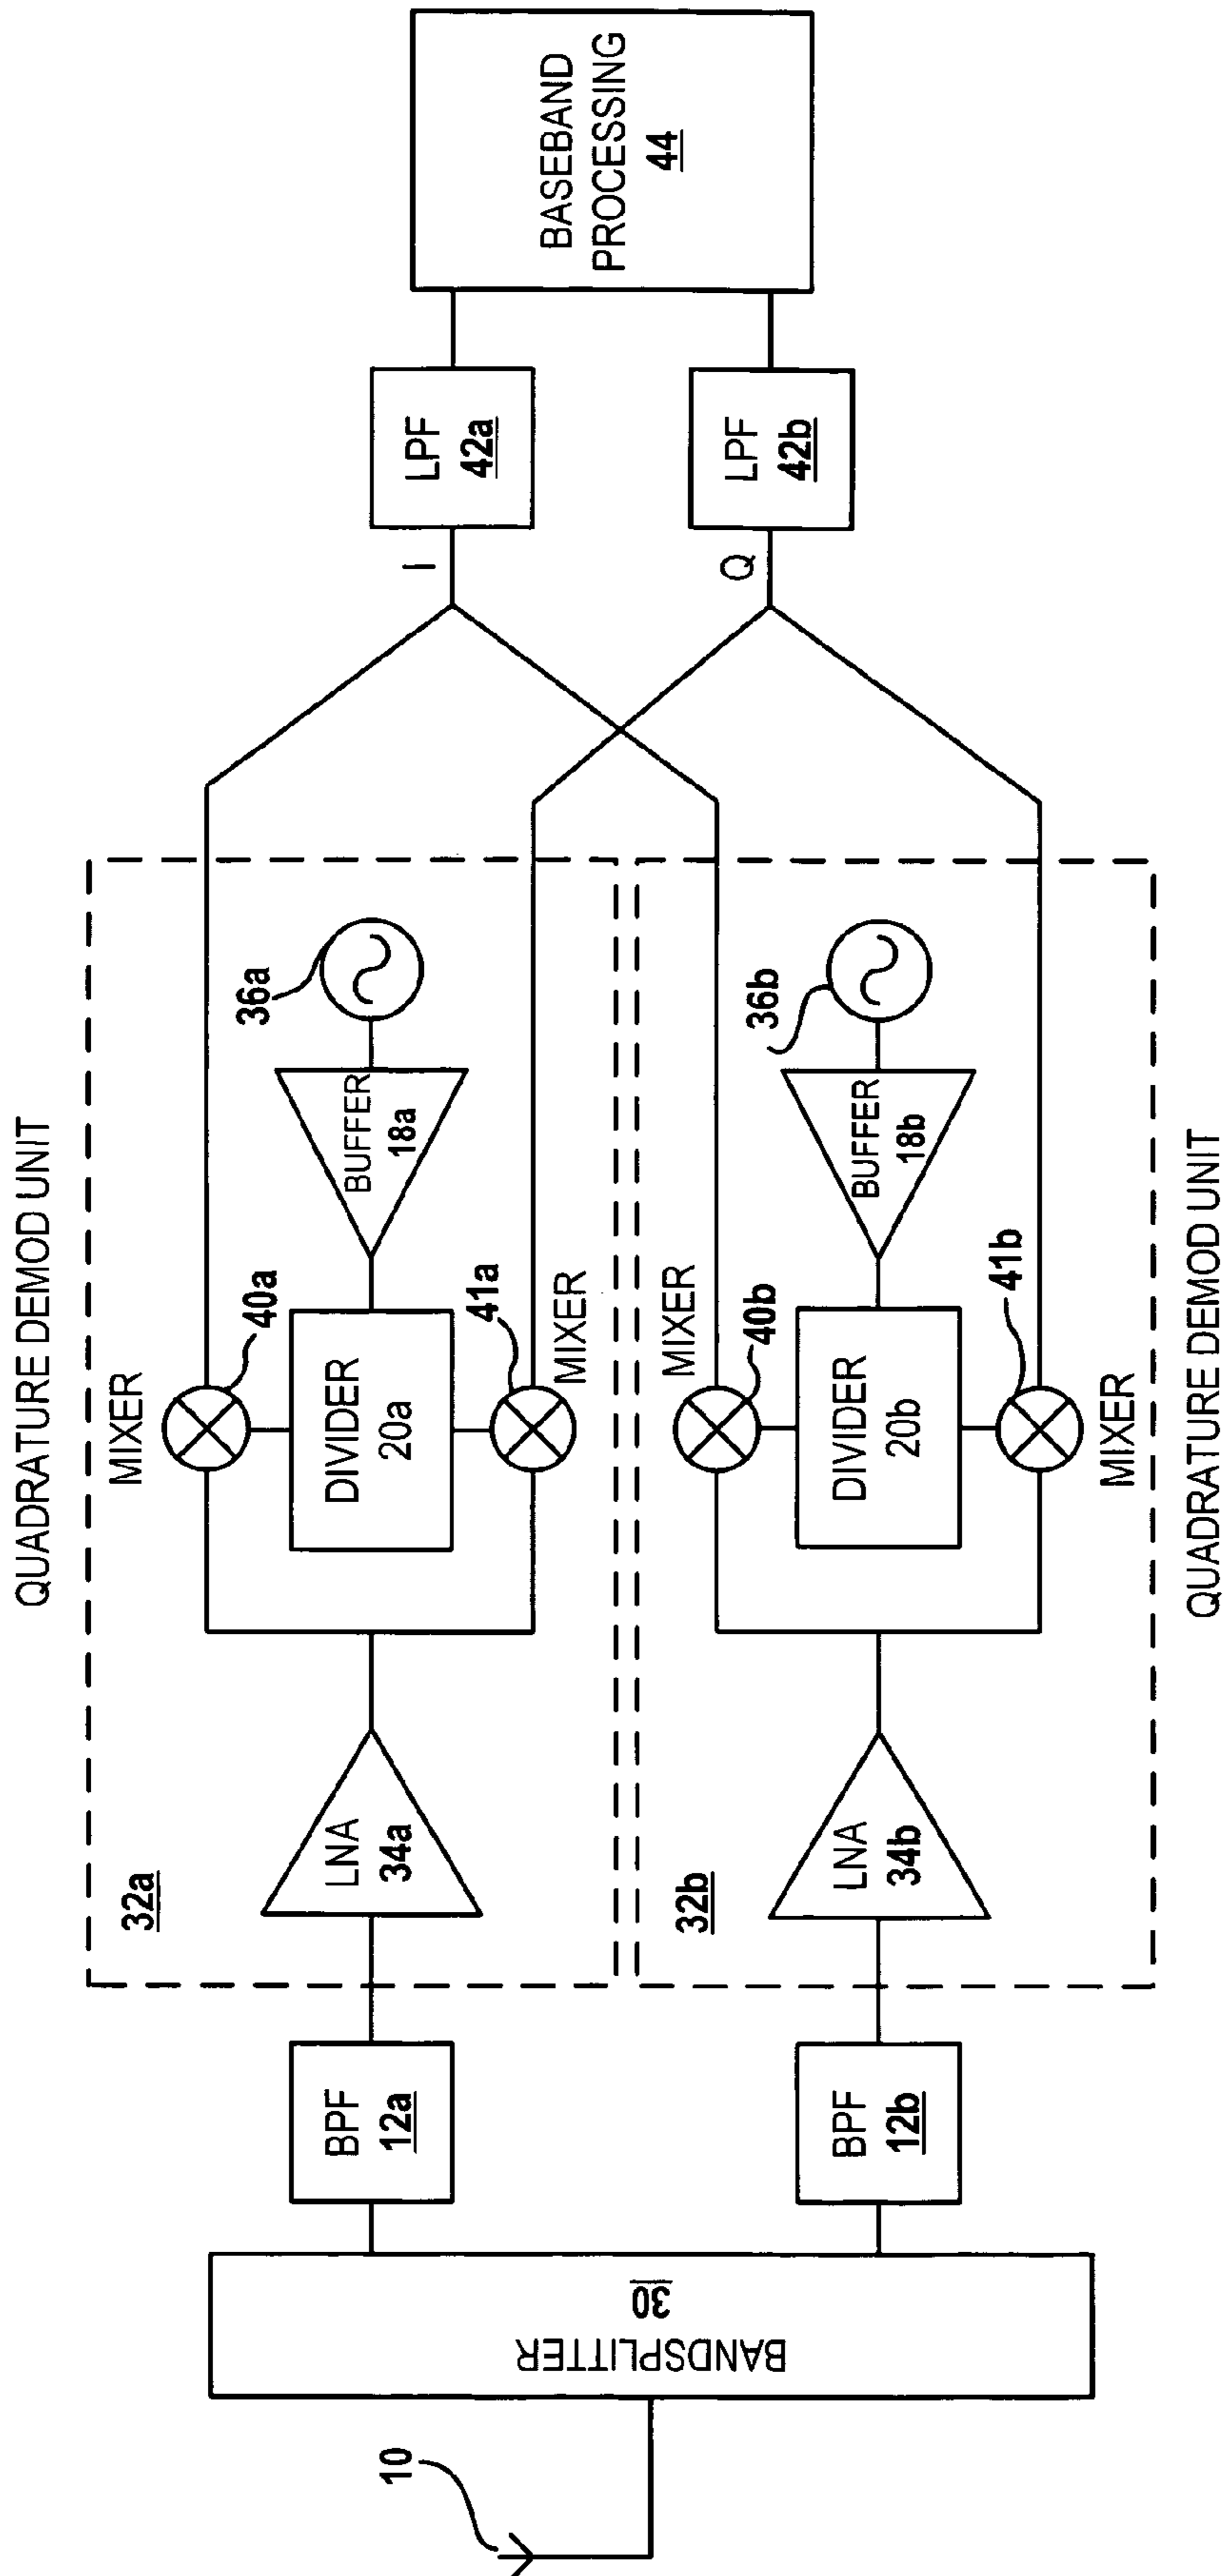 10
BANDSPLITTER
30
BPF
12a
BPF
12b
QUADRATURE DEMOD UNIT
32a
LNA
34a
MIXER
40a
DIVIDER
20a
41a
MIXER
BUFFER
18a
36a
32b
LNA
34b
MIXER
40b
DIVIDER
20b
41b
MIXER
BUFFER
18b
36b
QUADRATURE DEMOD UNIT
I
Q
LPF
42a
LPF
42b
BASEBAND
PROCESSING
44